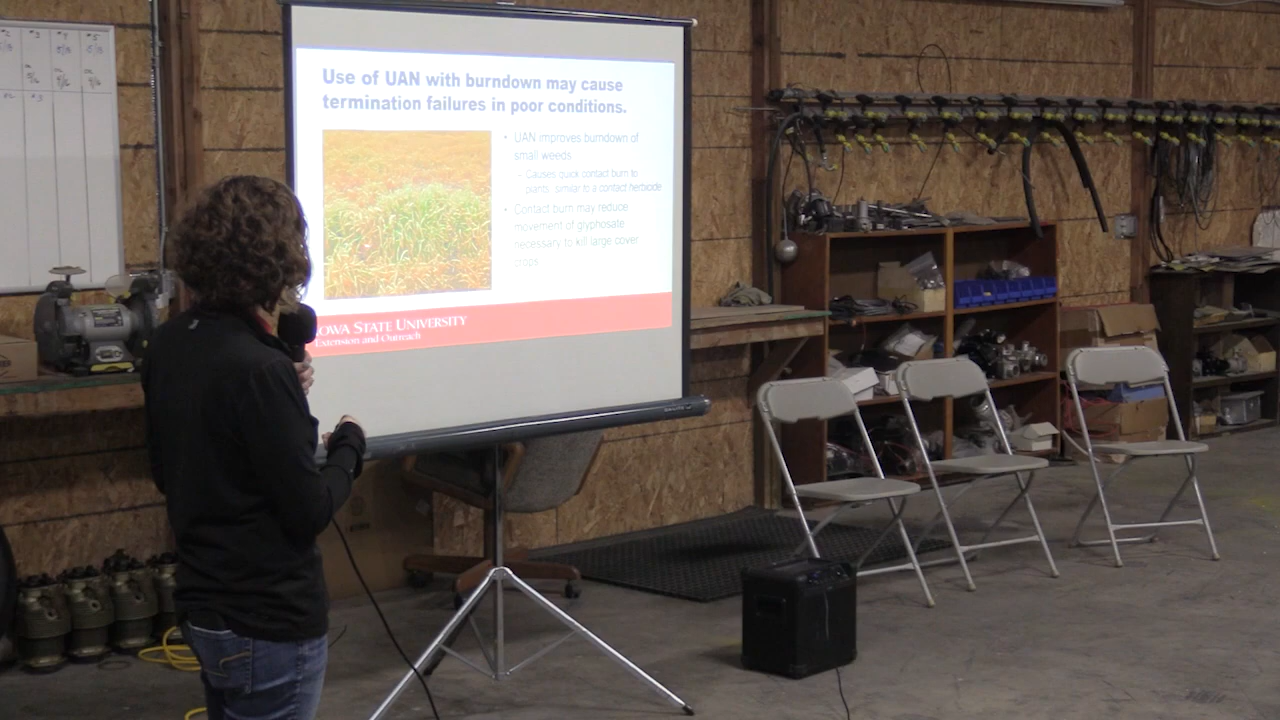 Use of UAN with burndown may cause
termination failures in poor conditions.
• UAN improves burndown of
small weeds
– Causes quick contact burn to
plants, similar to a contact herbicide
• Contact burn may reduce
movement of glyphosate
necessary to kill large cover
crops
IOWA STATE UNIVERSITY
Extension and Outreach